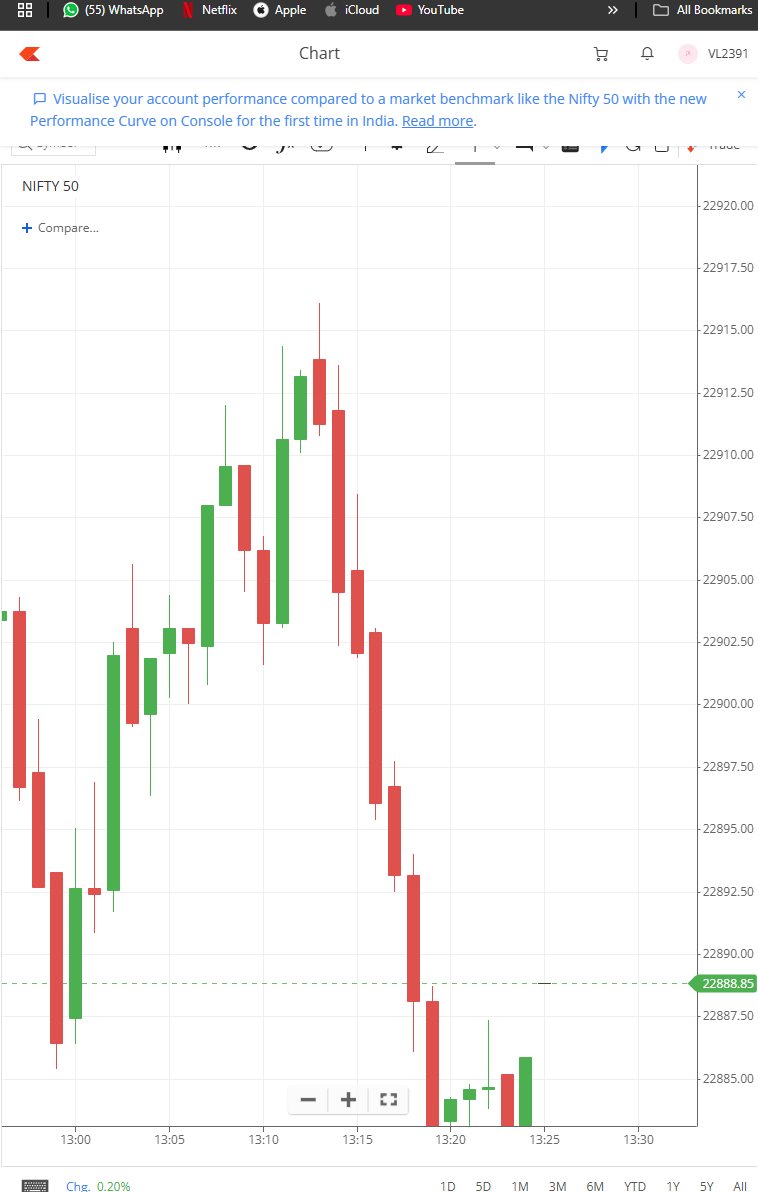 (55) WhatsApp Netflix Apple iCloud YouTube » All Bookmarks
Chart VL2391
Visualise your account performance compared to a market benchmark like the Nifty 50 with the new
Performance Curve on Console for the first time in India. Read more.
NIFTY 50
+ Compare...
22920.00
22917.50
22915.00
22912.50
22910.00
22907.50
22905.00
22902.50
22900.00
22897.50
22895.00
22892.50
22890.00
22888.85
22887.50
22885.00
13:00 13:05 13:10 13:15 13:20 13:25 13:30
Chg. 0.20% 1D 5D 1M 3M 6M YTD 1Y 5Y All